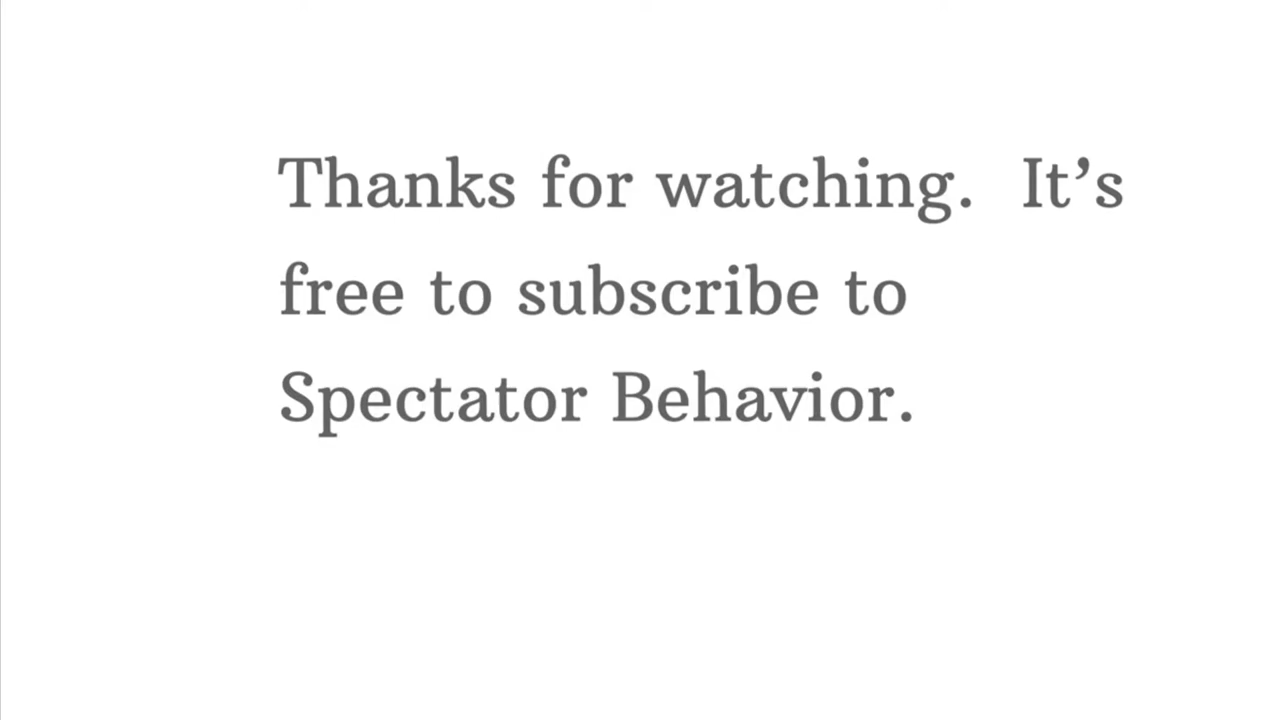 Thanks for watching.  It’s
free to subscribe to
Spectator Behavior.